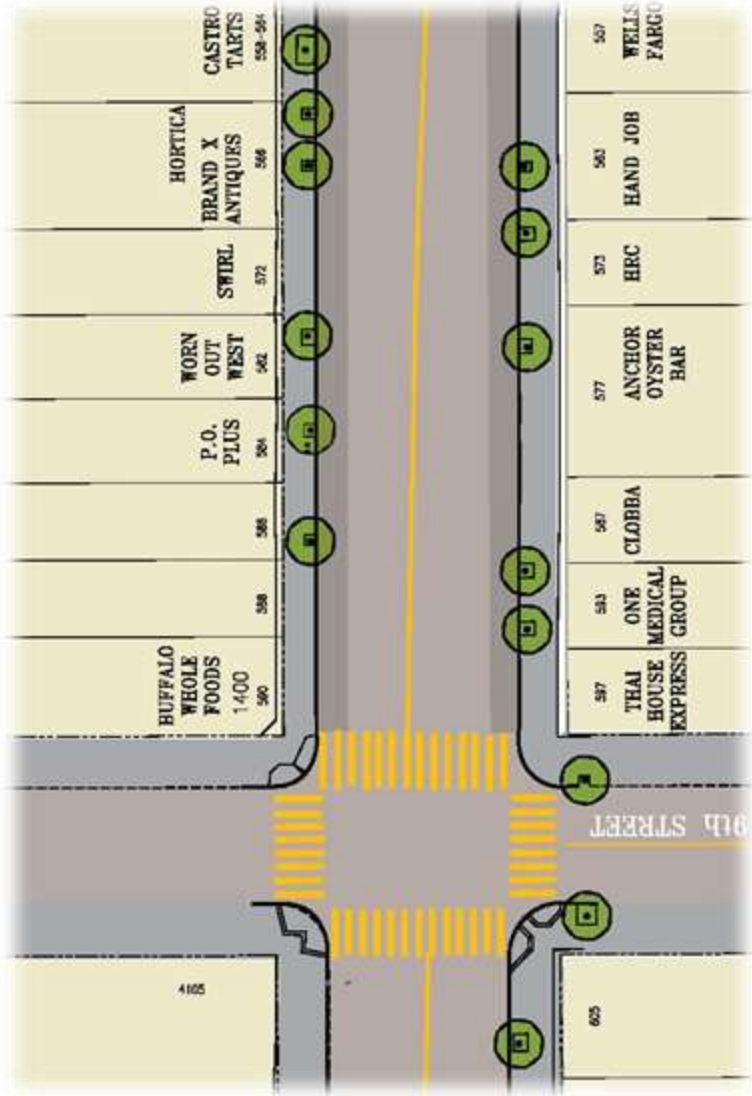 CASTRO
TARTS
558-564
HORTICA
BRAND X
ANTIQUES
566
SWIRL
572
WORN
OUT
WEST
582
P.O.
PLUS
584
586
588
BUFFALO
WHOLE
FOODS
1400
590
4105
507
WELLS
FARGO
563
HAND JOB
573
HRC
577
ANCHOR
OYSTER
BAR
587
CLOBBA
593
ONE
MEDICAL
GROUP
597
THAI
HOUSE
EXPRESS
9th STREET
605